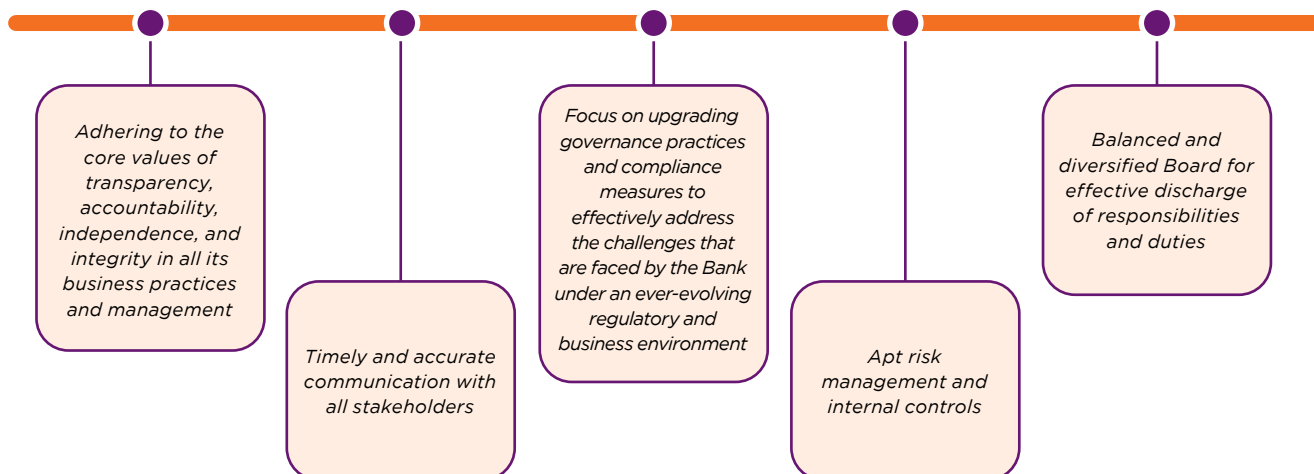 Adhering to the
core values of
transparency,
accountability,
independence, and
integrity in all its
business practices
and management
Timely and accurate
communication with
all stakeholders
Focus on upgrading
governance practices
and compliance
measures to
effectively address
the challenges that
are faced by the Bank
under an ever-evolving
regulatory and
business environment
Apt risk
management and
internal controls
Balanced and
diversified Board for
effective discharge
of responsibilities
and duties